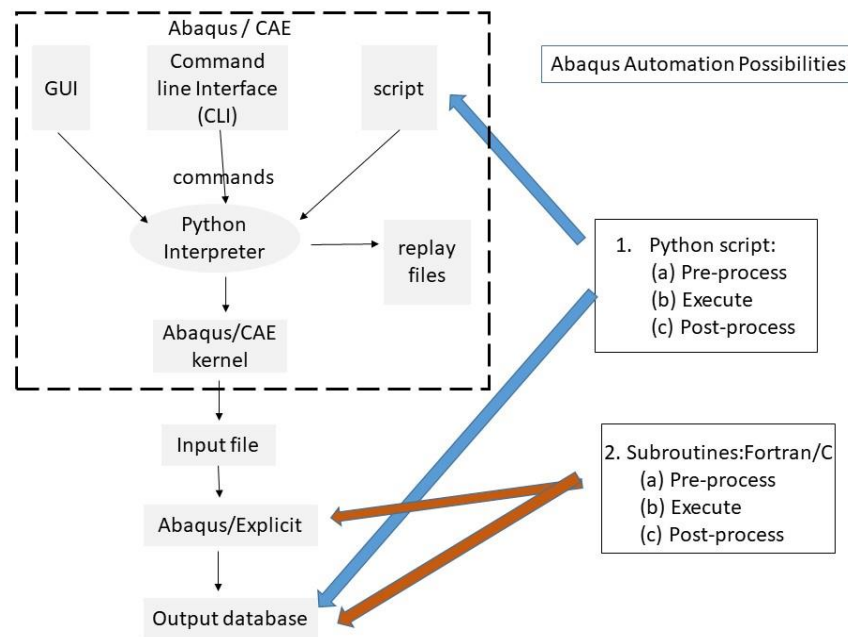 Abaqus / CAE
GUI
Command
line Interface
(CLI)
script
commands
Python
Interpreter
replay
files
Abaqus/CAE
kernel
Input file
Abaqus/Explicit
Output database
Abaqus Automation Possibilities
1. Python script:
(a) Pre-process
(b) Execute
(c) Post-process
2. Subroutines:Fortran/C
(a) Pre-process
(b) Execute
(c) Post-process